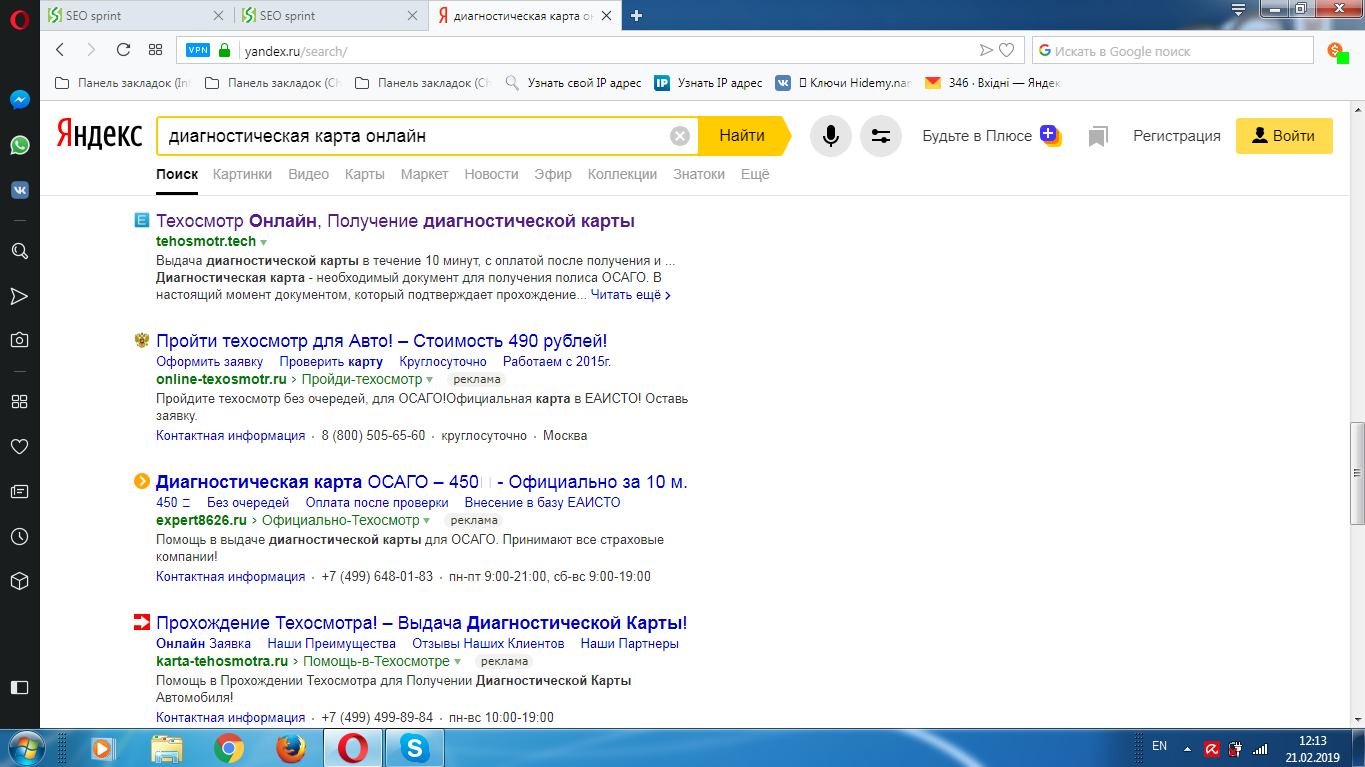 SEO sprint
SEO sprint
диагностическая карта он
VPN yandex.ru/search/
Искать в Google поиск
Панель закладок (Int
Панель закладок (Ch
Панель закладок (Ch
Узнать свой IP адрес
IP Узнать IP адрес
Ключи Hidemy.nam
346 · Вхідні — Яндек
Яндекс
диагностическая карта онлайн
Найти
Будьте в Плюсе
Регистрация
Войти
Поиск Картинки Видео Карты Маркет Новости Эфир Коллекции Знатоки Ещё
Техосмотр Онлайн, Получение диагностической карты
tehosmotr.tech
Выдача диагностической карты в течение 10 минут, с оплатой после получения и ...
Диагностическая карта - необходимый документ для получения полиса ОСАГО. В
настоящий момент документом, который подтверждает прохождение... Читать ещё ›
Пройти техосмотр для Авто! – Стоимость 490 рублей!
Оформить заявку Проверить карту Круглосуточно Работаем с 2015г.
online-texosmotr.ru › Пройди-техосмотр реклама
Пройдите техосмотр без очередей, для ОСАГО!Официальная карта в ЕАИСТО! Оставь
заявку.
Контактная информация · 8 (800) 505-65-60 · круглосуточно · Москва
Диагностическая карта ОСАГО – 450 - Официально за 10 м.
450 Без очередей Оплата после проверки Внесение в базу ЕАИСТО
expert8626.ru › Официально-Техосмотр реклама
Помощь в выдаче диагностической карты для ОСАГО. Принимают все страховые
компании!
Контактная информация · +7 (499) 648-01-83 · пн-пт 9:00-21:00, сб-вс 9:00-19:00
Прохождение Техосмотра! – Выдача Диагностической Карты!
Онлайн Заявка Наши Преимущества Отзывы Наших Клиентов Наши Партнеры
karta-tehosmotra.ru › Помощь-в-Техосмотре реклама
Помощь в Прохождении Техосмотра для Получении Диагностической Карты
Автомобиля!
Контактная информация · +7 (499) 499-89-84 · пн-вс 10:00-19:00
EN
12:13
21.02.2019